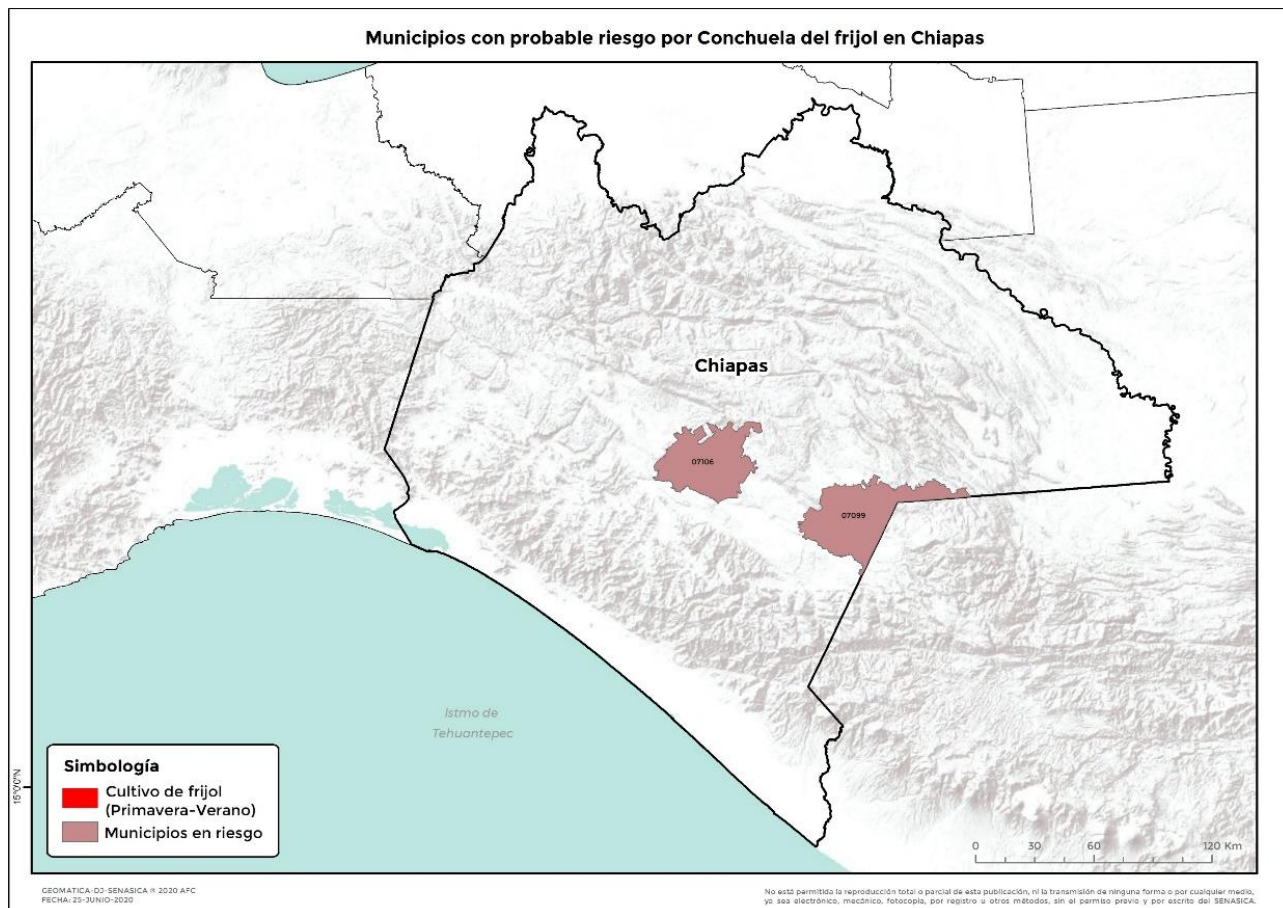 Municipios con probable riesgo por Conchuela del frijol en Chiapas
Chiapas
07106
07099
Istmo de
Tehuantepec
15°0'0"N
Simbología
Cultivo de frijol
(Primavera-Verano)
Municipios en riesgo
0 30 60 120 Km
GEOMATICA-DJ-SENASICA ® 2020 AFC
FECHA: 25-JUNIO-2020
No está permitida la reproducción total o parcial de esta publicación, ni la transmisión de ninguna forma o por cualquier medio,
ya sea electrónico, mecánico, fotocopia, por registro u otros métodos, sin el permiso previo y por escrito del SENASICA.